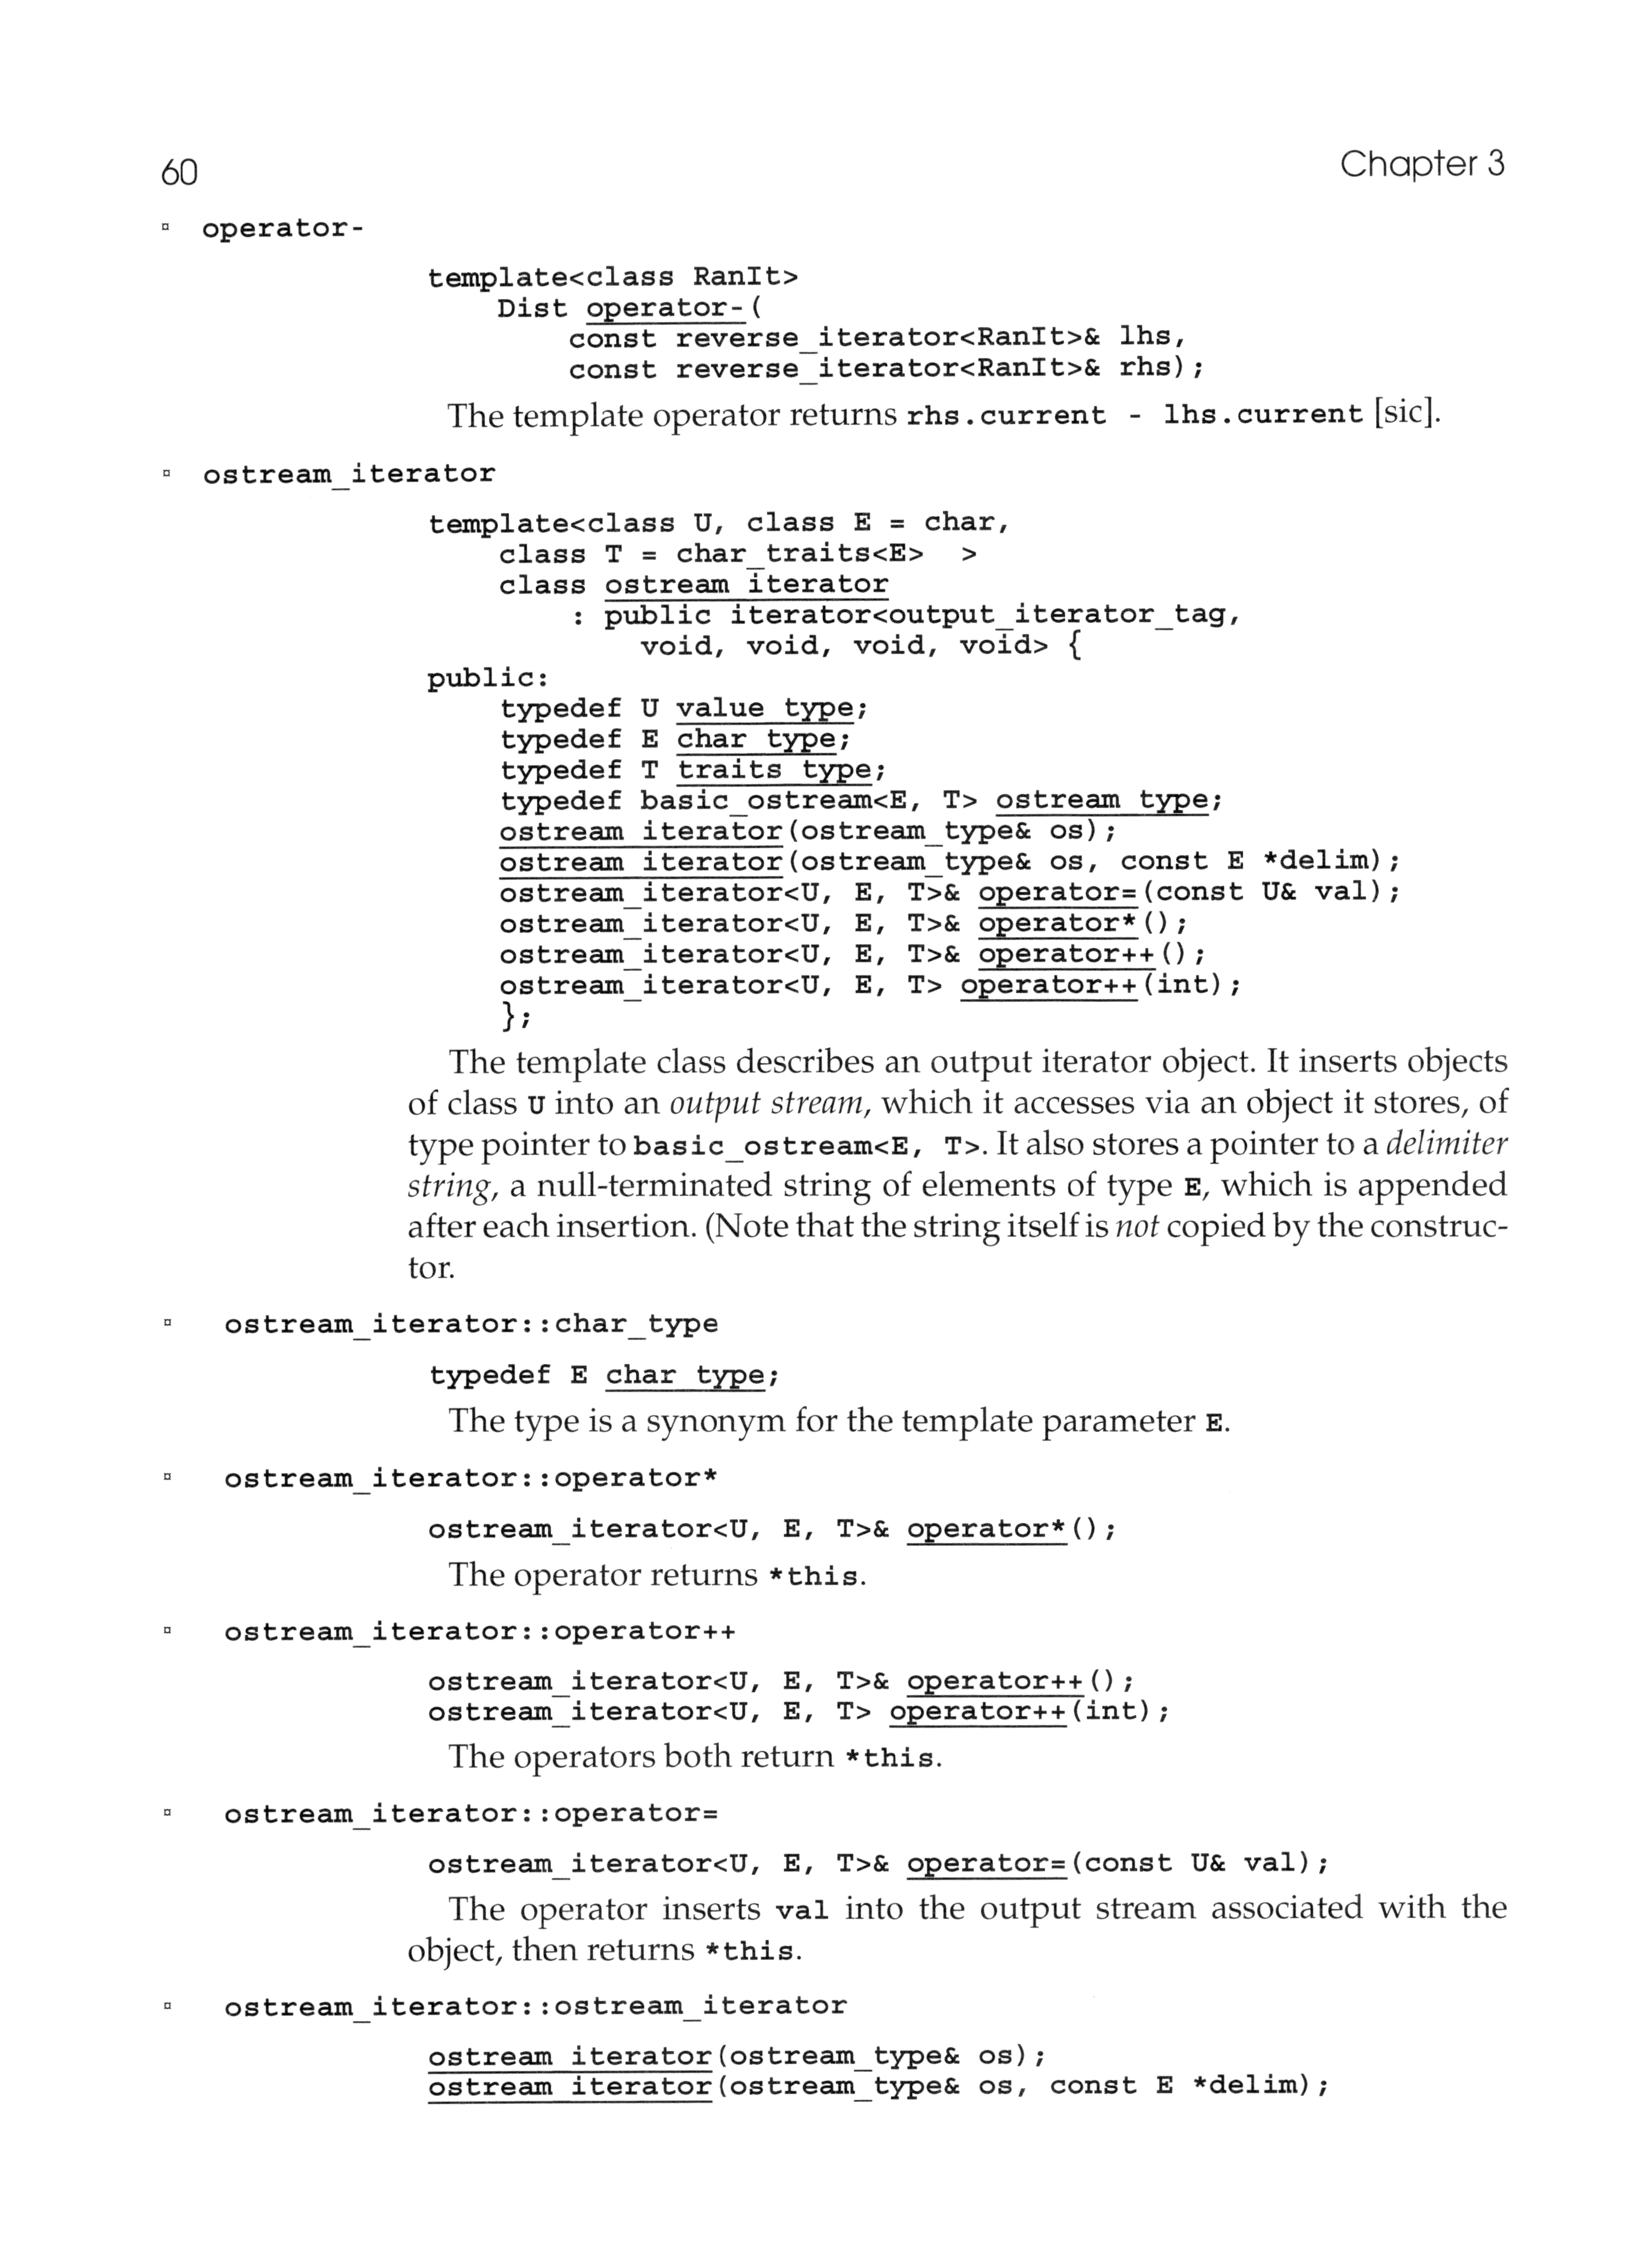 60
Chapter 3
¤ operator-
template<class RanIt>
    Dist operator-(
        const reverse_iterator<RanIt>& lhs,
        const reverse_iterator<RanIt>& rhs);
The template operator returns rhs.current - lhs.current [sic].
¤ ostream_iterator
template<class U, class E = char,
    class T = char_traits<E>  >
    class ostream_iterator
        : public iterator<output_iterator_tag,
            void, void, void, void> {
public:
    typedef U value_type;
    typedef E char_type;
    typedef T traits_type;
    typedef basic_ostream<E, T> ostream_type;
    ostream_iterator(ostream_type& os);
    ostream_iterator(ostream_type& os, const E *delim);
    ostream_iterator<U, E, T>& operator=(const U& val);
    ostream_iterator<U, E, T>& operator*();
    ostream_iterator<U, E, T>& operator++();
    ostream_iterator<U, E, T> operator++(int);
    };
The template class describes an output iterator object. It inserts objects
of class U into an output stream, which it accesses via an object it stores, of
type pointer to basic_ostream<E, T>. It also stores a pointer to a delimiter
string, a null-terminated string of elements of type E, which is appended
after each insertion. (Note that the string itself is not copied by the construc-
tor.
¤ ostream_iterator::char_type
typedef E char_type;
The type is a synonym for the template parameter E.
¤ ostream_iterator::operator*
ostream_iterator<U, E, T>& operator*();
The operator returns *this.
¤ ostream_iterator::operator++
ostream_iterator<U, E, T>& operator++();
ostream_iterator<U, E, T> operator++(int);
The operators both return *this.
¤ ostream_iterator::operator=
ostream_iterator<U, E, T>& operator=(const U& val);
The operator inserts val into the output stream associated with the
object, then returns *this.
¤ ostream_iterator::ostream_iterator
ostream_iterator(ostream_type& os);
ostream_iterator(ostream_type& os, const E *delim);